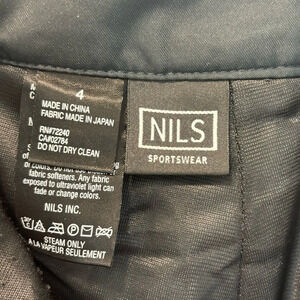 4
MADE IN CHINA
FABRIC MADE IN JAPAN
RN#72240
CA#02784
DO NOT DRY CLEAN
or colors. Do not use
fabric softeners. Any fabric
exposed to ultraviolet light can
fade or change colors.
NILS INC.
STEAM ONLY
A LA VAPEUR SEULEMENT
NILS
SPORTSWEAR